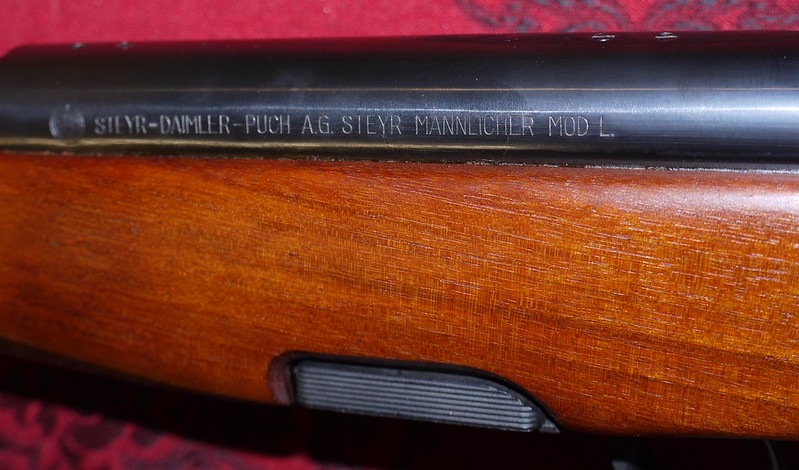 STEYR-DAIMLER-PUCH A.G. STEYR MANNLICHER MOD L.